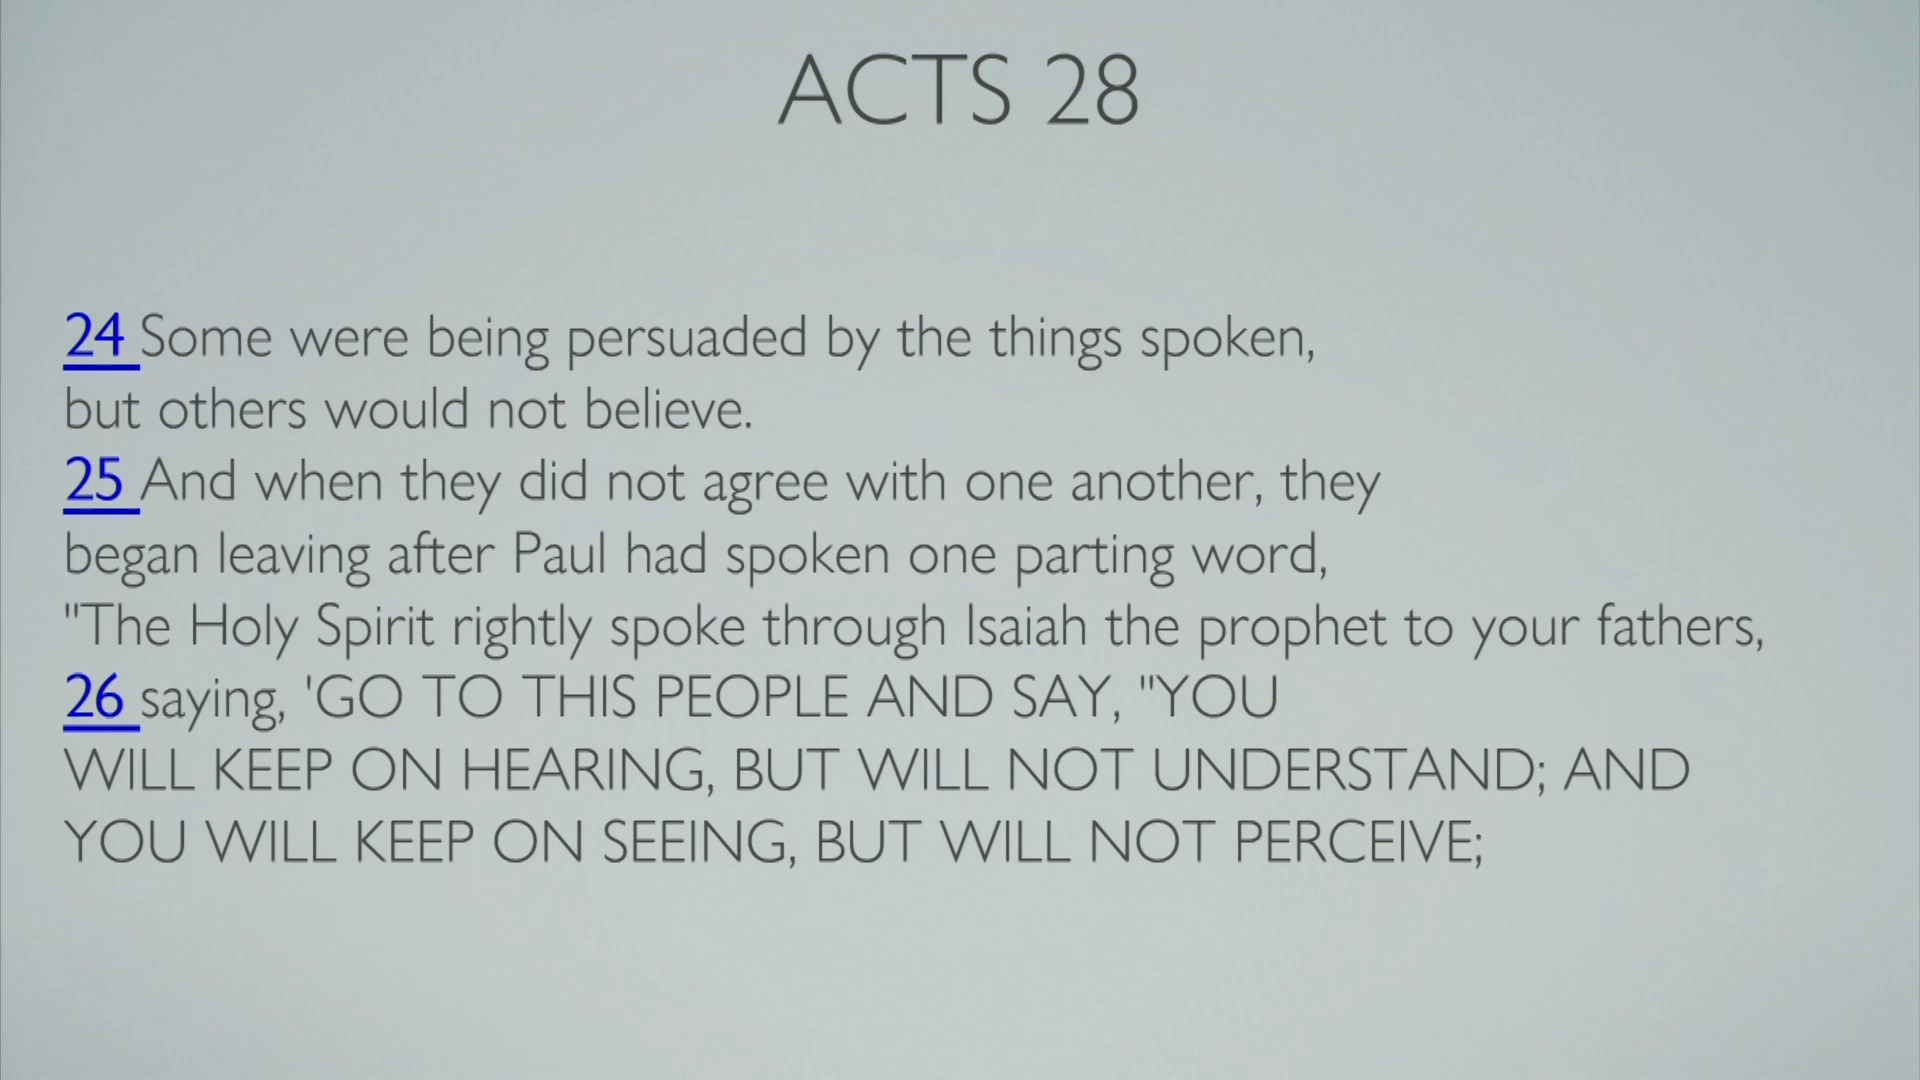 ACTS 28
24 Some were being persuaded by the things spoken,
but others would not believe.
25 And when they did not agree with one another, they
began leaving after Paul had spoken one parting word,
"The Holy Spirit rightly spoke through Isaiah the prophet to your fathers,
26 saying, 'GO TO THIS PEOPLE AND SAY, "YOU
WILL KEEP ON HEARING, BUT WILL NOT UNDERSTAND; AND
YOU WILL KEEP ON SEEING, BUT WILL NOT PERCEIVE;